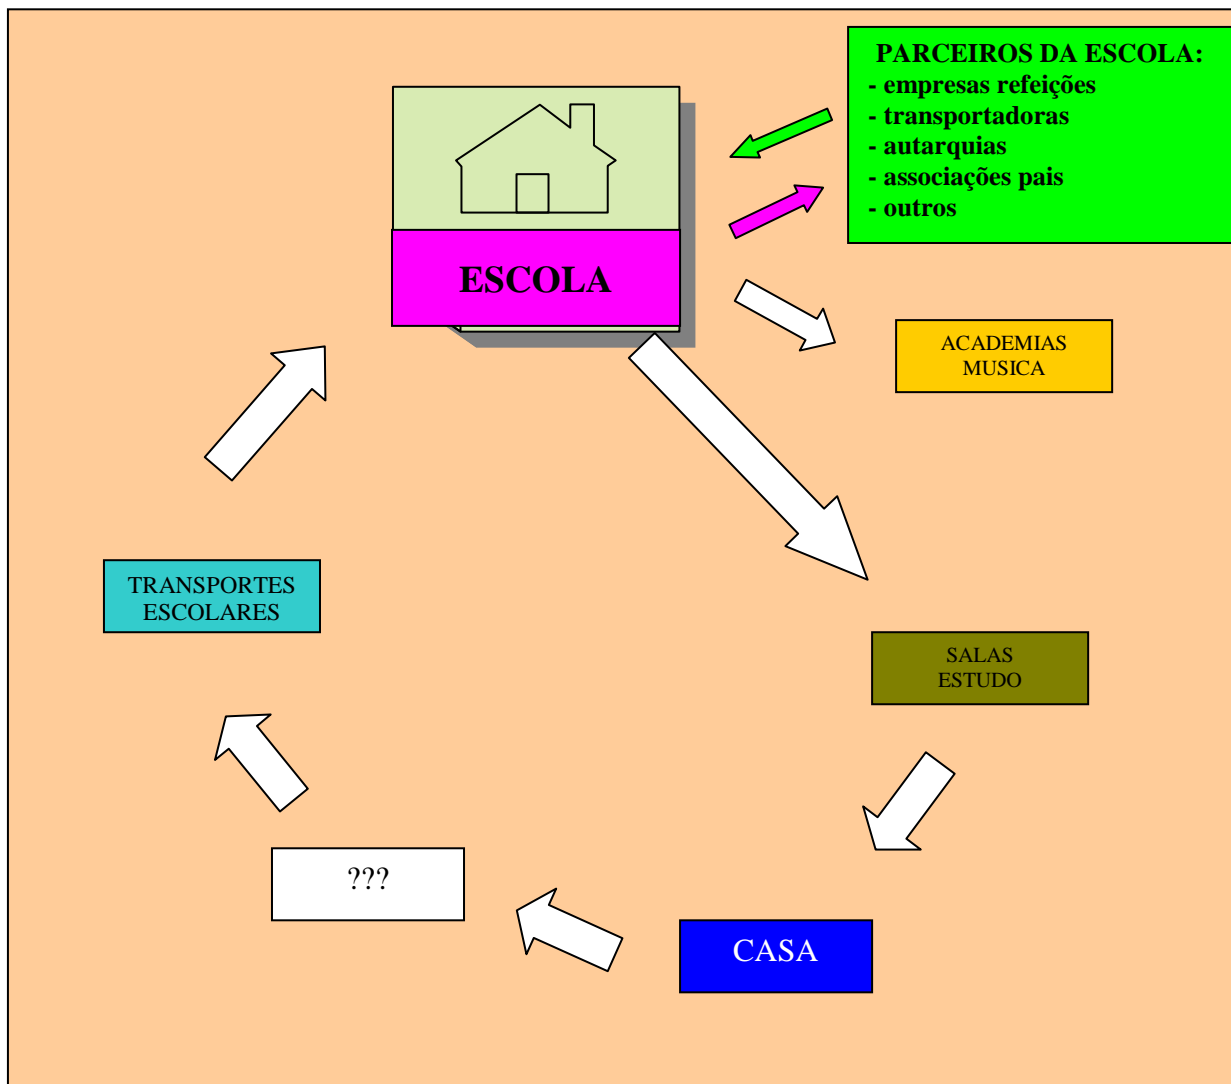 PARCEIROS DA ESCOLA:
- empresas refeições
- transportadoras
- autarquias
- associações pais
- outros
ESCOLA
ACADEMIAS
MUSICA
TRANSPORTES
ESCOLARES
SALAS
ESTUDO
???
CASA